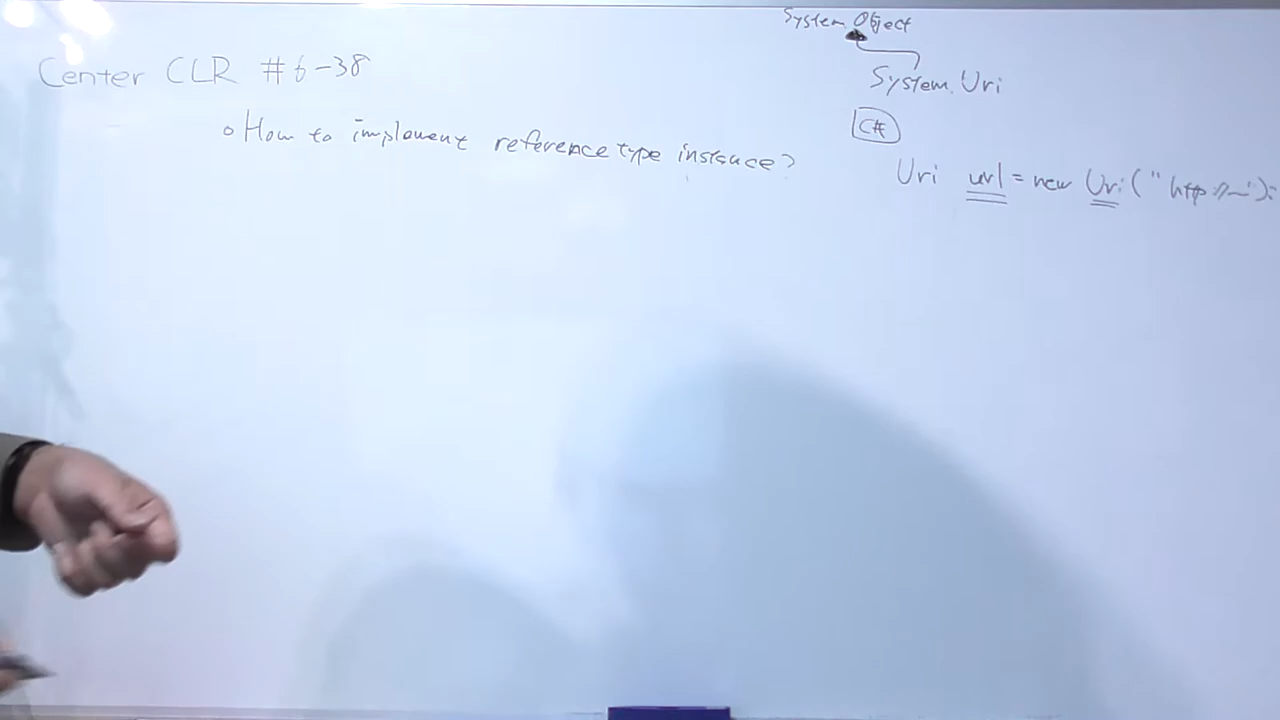 Center CLR #6-38
○ How to implement reference type instance?
System.Object
System.Uri
C#
Uri url = new Uri("http://~");